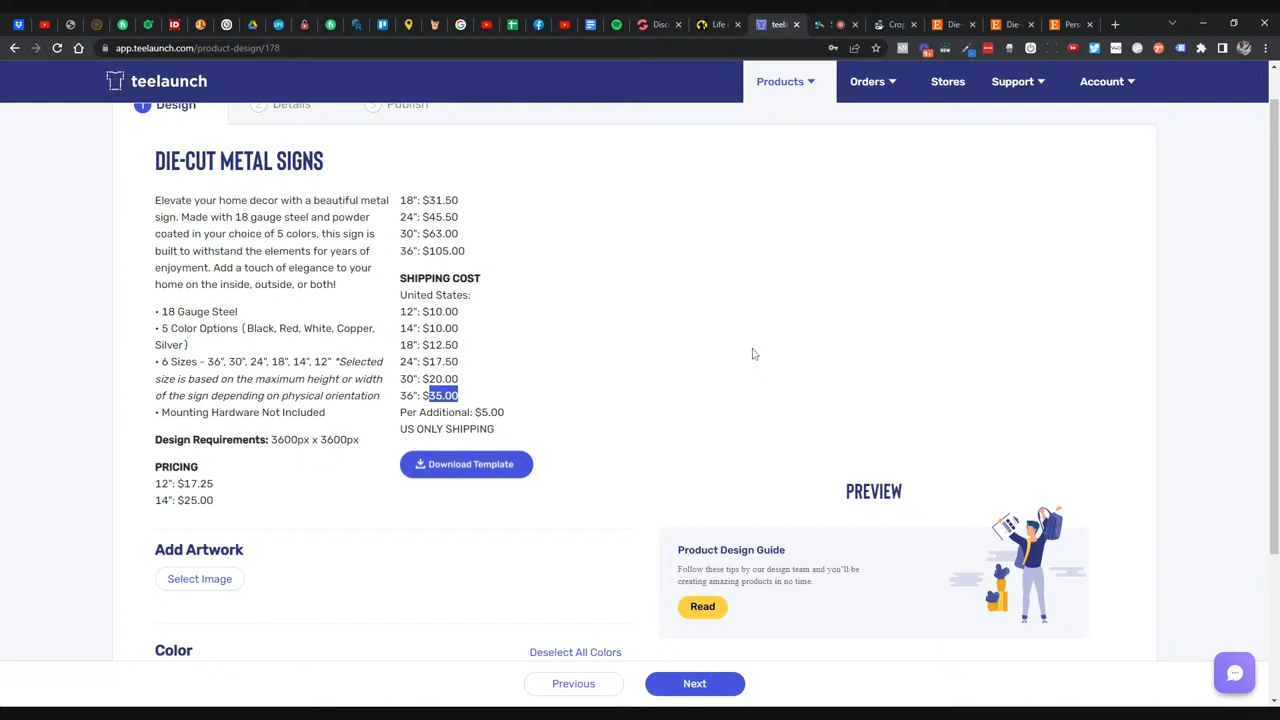 Disco
Life
teela
Crop
Die-
Die-
Pers
app.teelaunch.com/product-design/178
teelaunch
Products
Orders
Stores
Support
Account
1 Design
2 Details
3 Publish
DIE-CUT METAL SIGNS
Elevate your home decor with a beautiful metal
sign. Made with 18 gauge steel and powder
coated in your choice of 5 colors, this sign is
built to withstand the elements for years of
enjoyment. Add a touch of elegance to your
home on the inside, outside, or both!
• 18 Gauge Steel
• 5 Color Options (Black, Red, White, Copper,
Silver)
• 6 Sizes - 36", 30", 24", 18", 14", 12" *Selected
size is based on the maximum height or width
of the sign depending on physical orientation
• Mounting Hardware Not Included
Design Requirements: 3600px x 3600px
PRICING
12": $17.25
14": $25.00
18": $31.50
24": $45.50
30": $63.00
36": $105.00
SHIPPING COST
United States:
12": $10.00
14": $10.00
18": $12.50
24": $17.50
30": $20.00
36": $35.00
Per Additional: $5.00
US ONLY SHIPPING
Download Template
PREVIEW
Product Design Guide
Follow these tips by our design team and you'll be
creating amazing products in no time.
Read
Add Artwork
Select Image
Color
Deselect All Colors
Previous
Next